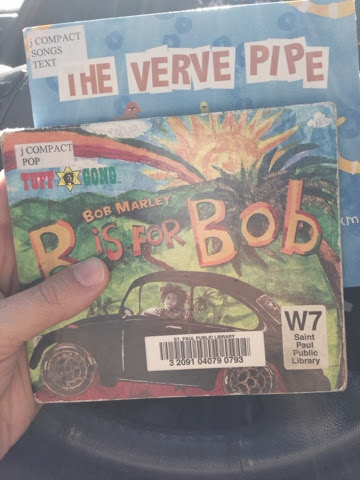 j COMPACT
SONGS
TEXT
THE VERVE PIPE
j COMPACT
POP
TUFF GONG
BOB MARLEY
B IS FOR BOB
ST. PAUL PUBLIC LIBRARY
3 2091 04079 0793
W7
Saint
Paul
Public
Library